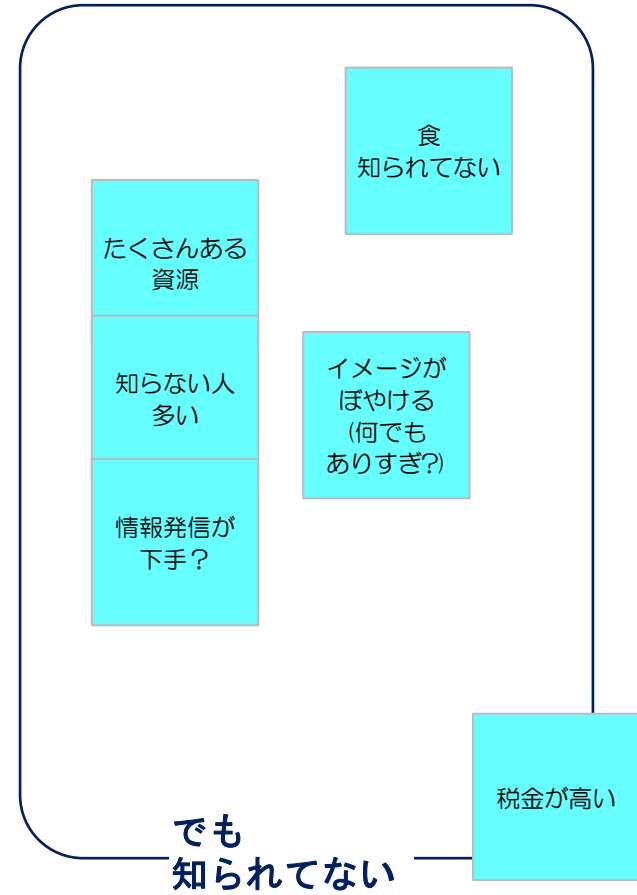 食
知られてない
たくさんある
資源
知らない人
多い
イメージが
ぼやける
(何でも
ありすぎ?)
情報発信が
下手？
税金が高い
でも
知られてない